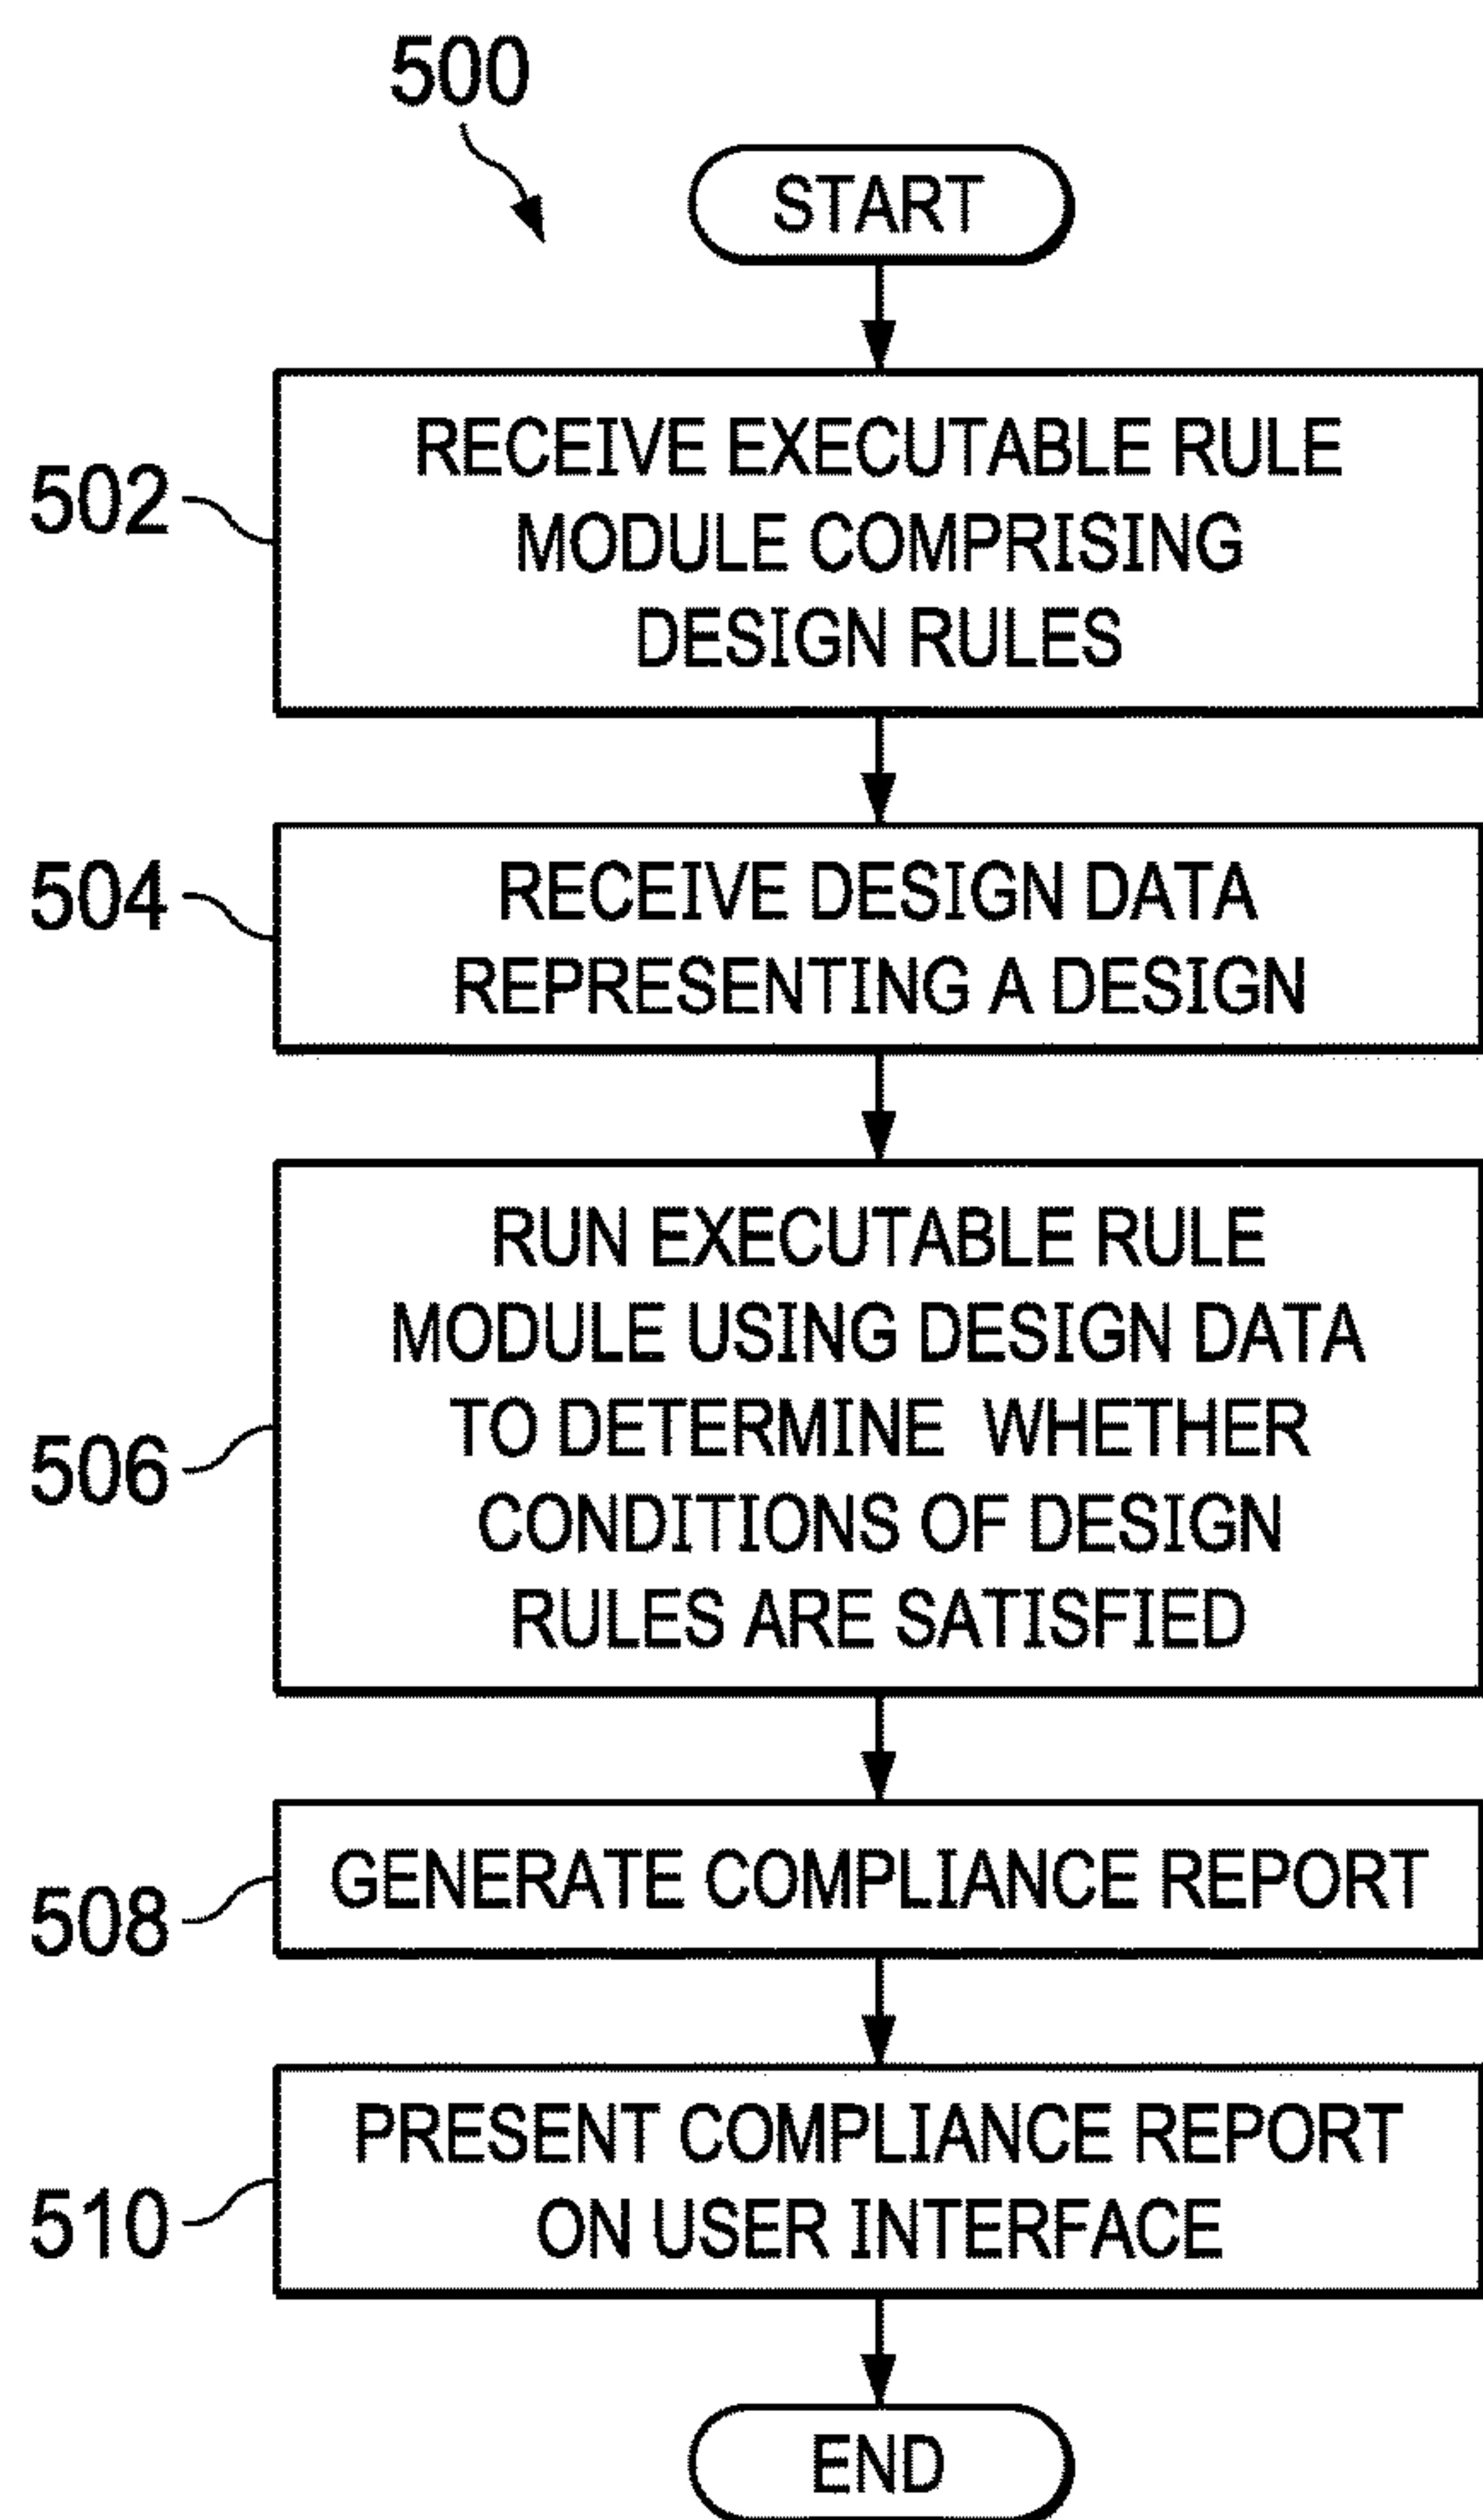 500
START
502
RECEIVE EXECUTABLE RULE
MODULE COMPRISING
DESIGN RULES
504
RECEIVE DESIGN DATA
REPRESENTING A DESIGN
506
RUN EXECUTABLE RULE
MODULE USING DESIGN DATA
TO DETERMINE WHETHER
CONDITIONS OF DESIGN
RULES ARE SATISFIED
508
GENERATE COMPLIANCE REPORT
510
PRESENT COMPLIANCE REPORT
ON USER INTERFACE
END